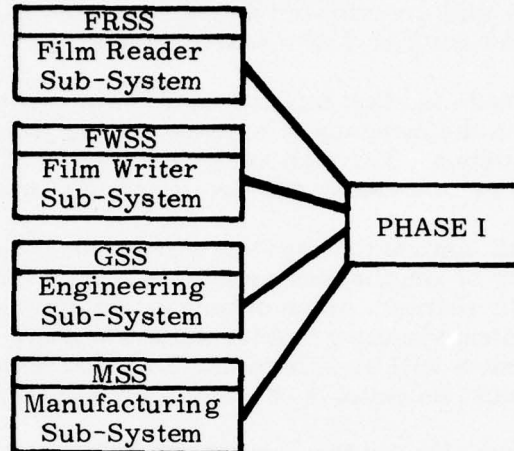 FRSS
Film Reader
Sub-System
FWSS
Film Writer
Sub-System
GSS
Engineering
Sub-System
MSS
Manufacturing
Sub-System
PHASE I